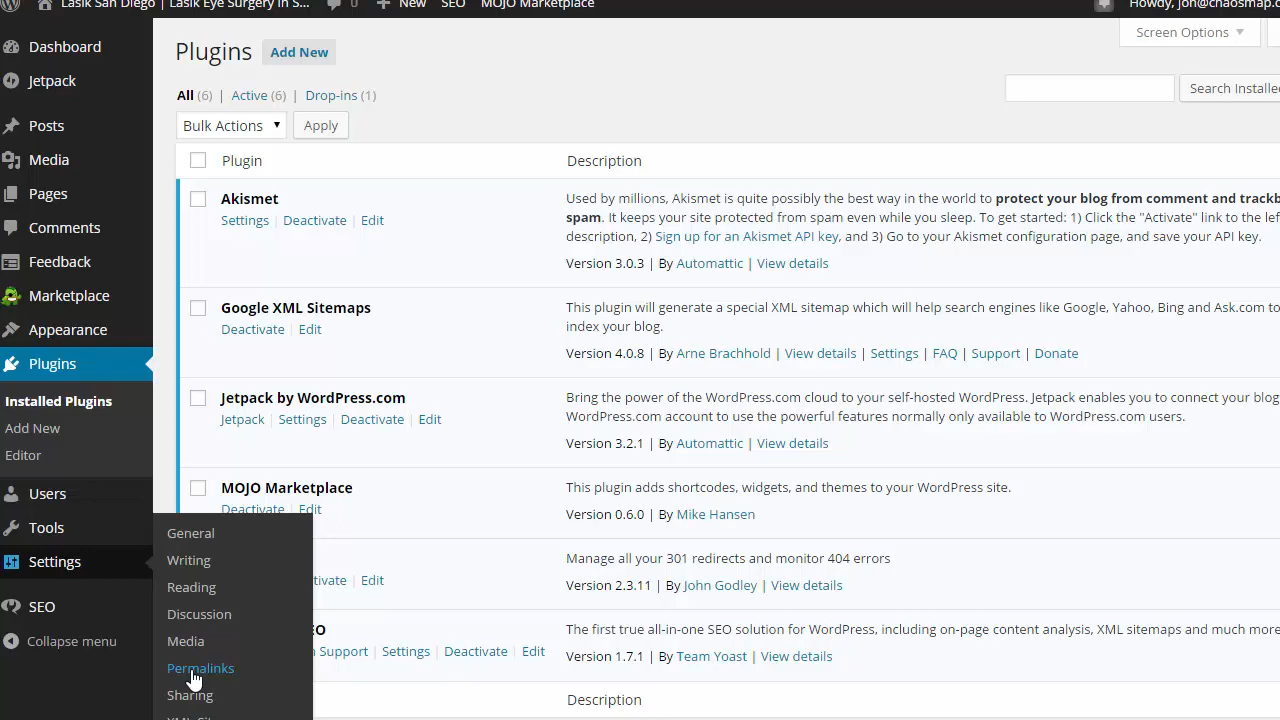 Lasik San Diego | Lasik Eye Surgery in S... 0 New SEO MOJO Marketplace Howdy, jon@chaosmap.c
Screen Options
Plugins Add New
All (6) | Active (6) | Drop-ins (1)
Search Installe
Bulk Actions Apply
Dashboard
Jetpack
Posts
Media
Pages
Comments
Feedback
Marketplace
Appearance
Plugins
Installed Plugins
Add New
Editor
Users
Tools
Settings
SEO
Collapse menu
General
Writing
Reading
Discussion
Media
Permalinks
Sharing
Plugin Description
Akismet
Settings | Deactivate | Edit
Used by millions, Akismet is quite possibly the best way in the world to protect your blog from comment and trackb
spam. It keeps your site protected from spam even while you sleep. To get started: 1) Click the "Activate" link to the lef
description, 2) Sign up for an Akismet API key, and 3) Go to your Akismet configuration page, and save your API key.
Version 3.0.3 | By Automattic | View details
Google XML Sitemaps
Deactivate | Edit
This plugin will generate a special XML sitemap which will help search engines like Google, Yahoo, Bing and Ask.com to
index your blog.
Version 4.0.8 | By Arne Brachhold | View details | Settings | FAQ | Support | Donate
Jetpack by WordPress.com
Jetpack | Settings | Deactivate | Edit
Bring the power of the WordPress.com cloud to your self-hosted WordPress. Jetpack enables you to connect your blog
WordPress.com account to use the powerful features normally only available to WordPress.com users.
Version 3.2.1 | By Automattic | View details
MOJO Marketplace
Deactivate | Edit
This plugin adds shortcodes, widgets, and themes to your WordPress site.
Version 0.6.0 | By Mike Hansen
tivate | Edit
Manage all your 301 redirects and monitor 404 errors
Version 2.3.11 | By John Godley | View details
EO
n Support | Settings | Deactivate | Edit
The first true all-in-one SEO solution for WordPress, including on-page content analysis, XML sitemaps and much more
Version 1.7.1 | By Team Yoast | View details
Description